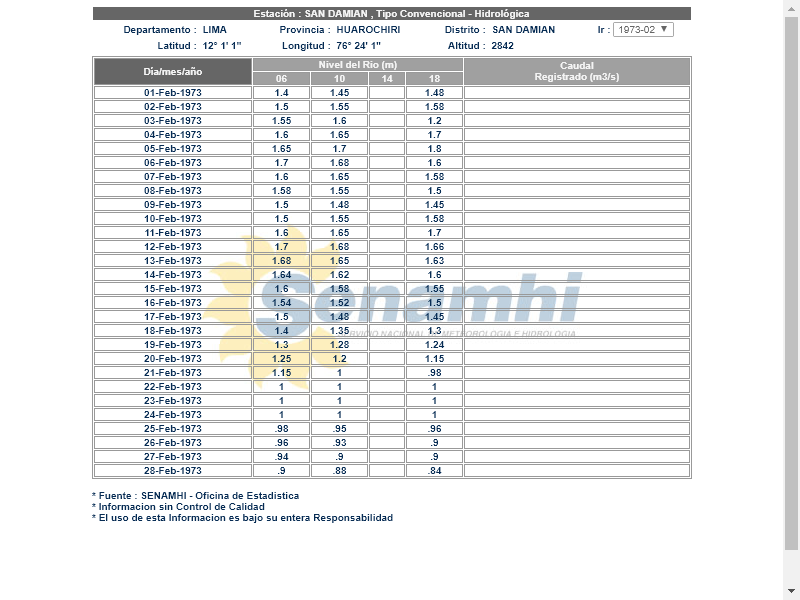 Estación : SAN DAMIAN , Tipo Convencional - Hidrológica
Departamento : LIMA Provincia : HUAROCHIRI Distrito : SAN DAMIAN Ir : 1973-02
Latitud : 12° 1' 1'' Longitud : 76° 24' 1'' Altitud : 2842
Dia/mes/año Nivel del Rio (m) Caudal
Registrado (m3/s)
06 10 14 18
01-Feb-1973 1.4 1.45 1.48
02-Feb-1973 1.5 1.55 1.58
03-Feb-1973 1.55 1.6 1.2
04-Feb-1973 1.6 1.65 1.7
05-Feb-1973 1.65 1.7 1.8
06-Feb-1973 1.7 1.68 1.6
07-Feb-1973 1.6 1.65 1.58
08-Feb-1973 1.58 1.55 1.5
09-Feb-1973 1.5 1.48 1.45
10-Feb-1973 1.5 1.55 1.58
11-Feb-1973 1.6 1.65 1.7
12-Feb-1973 1.7 1.68 1.66
13-Feb-1973 1.68 1.65 1.63
14-Feb-1973 1.64 1.62 1.6
15-Feb-1973 1.6 1.58 1.55
16-Feb-1973 1.54 1.52 1.5
17-Feb-1973 1.5 1.48 1.45
18-Feb-1973 1.4 1.35 1.3
19-Feb-1973 1.3 1.28 1.24
20-Feb-1973 1.25 1.2 1.15
21-Feb-1973 1.15 1 .98
22-Feb-1973 1 1 1
23-Feb-1973 1 1 1
24-Feb-1973 1 1 1
25-Feb-1973 .98 .95 .96
26-Feb-1973 .96 .93 .9
27-Feb-1973 .94 .9 .9
28-Feb-1973 .9 .88 .84
Senamhi
NACIONAL DE METEOROLOGIA E HIDROLOGIA
* Fuente : SENAMHI - Oficina de Estadistica
* Informacion sin Control de Calidad
* El uso de esta Informacion es bajo su entera Responsabilidad